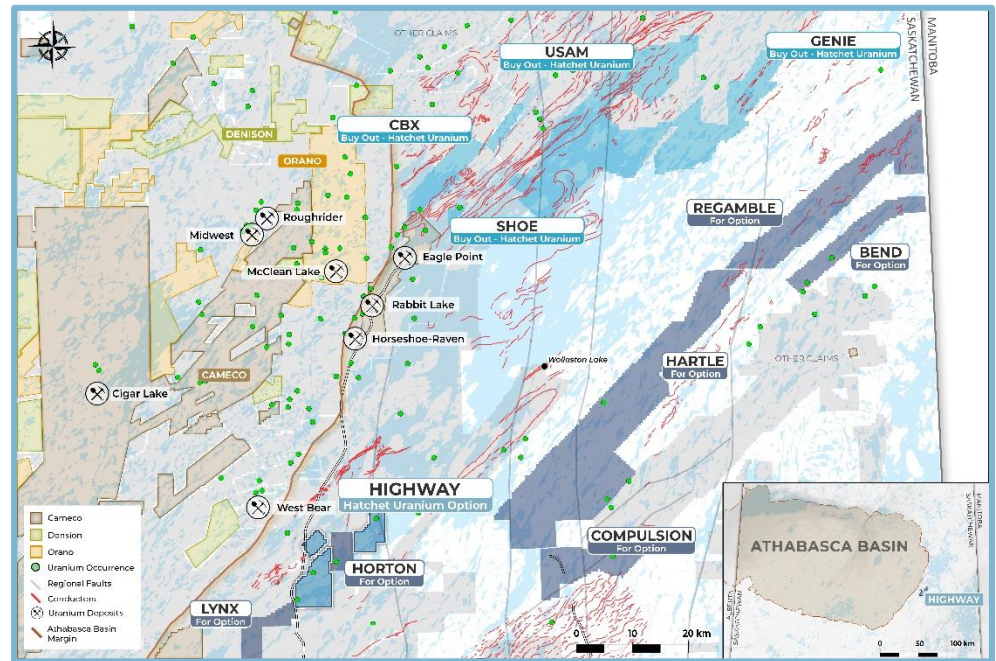 OTHER CLAIMS
USAM
Buy Out - Hatchet Uranium
GENIE
Buy Out - Hatchet Uranium
MANITOBA
SASKATCHEWAN
CBX
Buy Out - Hatchet Uranium
DENISON
ORANO
REGAMBLE
For Option
Roughrider
Midwest
SHOE
Buy Out - Hatchet Uranium
Eagle Point
BEND
For Option
McClean Lake
Rabbit Lake
Horseshoe-Raven
Wollaston Lake
HARTLE
For Option
OTHER CLAIMS
CAMECO
Cigar Lake
HIGHWAY
Hatchet Uranium Option
West Bear
COMPULSION
For Option
HORTON
For Option
LYNX
For Option
0 10 20 km
Cameco
Denison
Orano
Uranium Occurrence
Regional Faults
Conductors
Uranium Deposits
Athabasca Basin
Margin
ATHABASCA BASIN
MANITOBA
SASKATCHEWAN
ALBERTA
SASKATCHEWAN
HIGHWAY
0 50 100 km